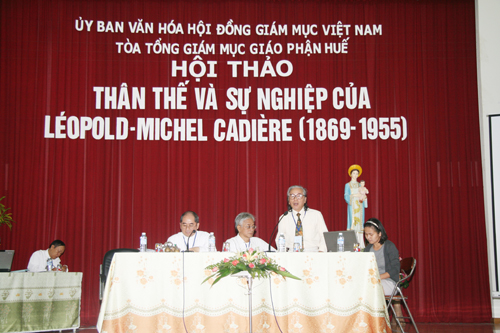 ỦY BAN VĂN HÓA HỘI ĐỒNG GIÁM MỤC VIỆT NAM
TÒA TỔNG GIÁM MỤC GIÁO PHẬN HUẾ
HỘI THẢO
THÂN THẾ VÀ SỰ NGHIỆP CỦA
LÉOPOLD-MICHEL CADIÈRE (1869-1955)